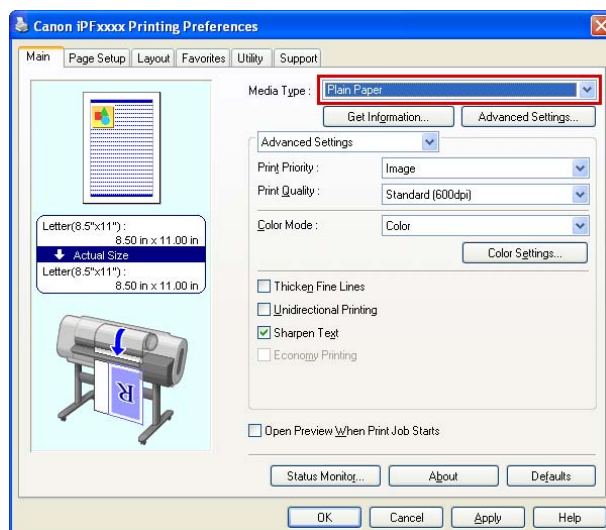 Canon iPFxxxx Printing Preferences
Main Page Setup Layout Favorites Utility Support
Media Type : Plain Paper
Get Information... Advanced Settings...
Advanced Settings
Print Priority : Image
Print Quality : Standard (600dpi)
Color Mode : Color
Color Settings...
Letter(8.5"x11") :
8.50 in x 11.00 in
Actual Size
Letter(8.5"x11") :
8.50 in x 11.00 in
Thicken Fine Lines
Unidirectional Printing
Sharpen Text
Economy Printing
R
Open Preview When Print Job Starts
Status Monitor... About Defaults
OK Cancel Apply Help